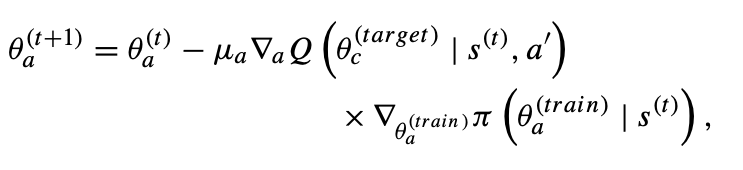 θ_a^{(t+1)} = θ_a^{(t)} − μ_a ∇_a Q ( θ_c^{(target)} | s^{(t)}, a′ )
× ∇_{θ_a^{(train)}} π ( θ_a^{(train)} | s^{(t)} ) ,